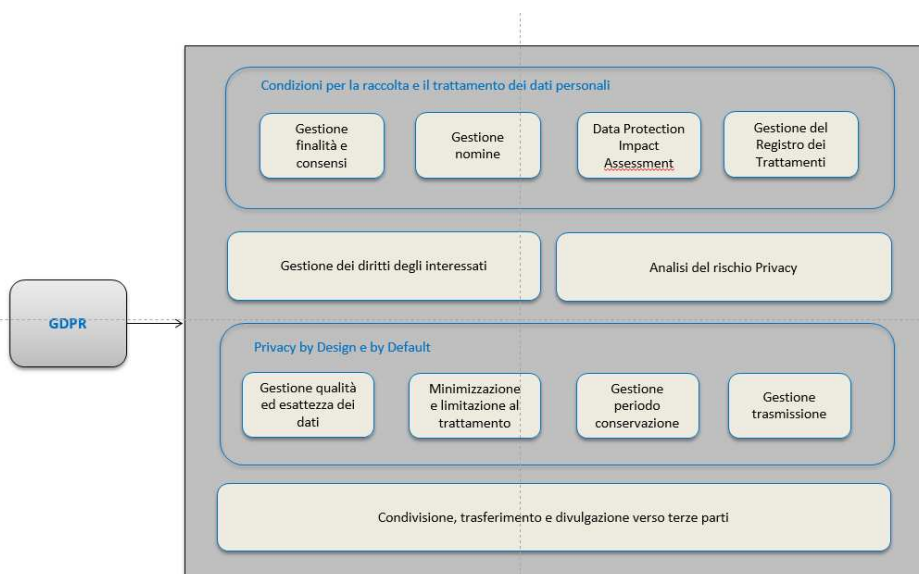 Condizioni per la raccolta e il trattamento dei dati personali
Gestione
finalità e
consensi
Gestione
nomine
Data Protection
Impact
Assessment
Gestione del
Registro dei
Trattamenti
Gestione dei diritti degli interessati
Analisi del rischio Privacy
GDPR
Privacy by Design e by Default
Gestione qualità
ed esattezza dei
dati
Minimizzazione
e limitazione al
trattamento
Gestione
periodo
conservazione
Gestione
trasmissione
Condivisione, trasferimento e divulgazione verso terze parti